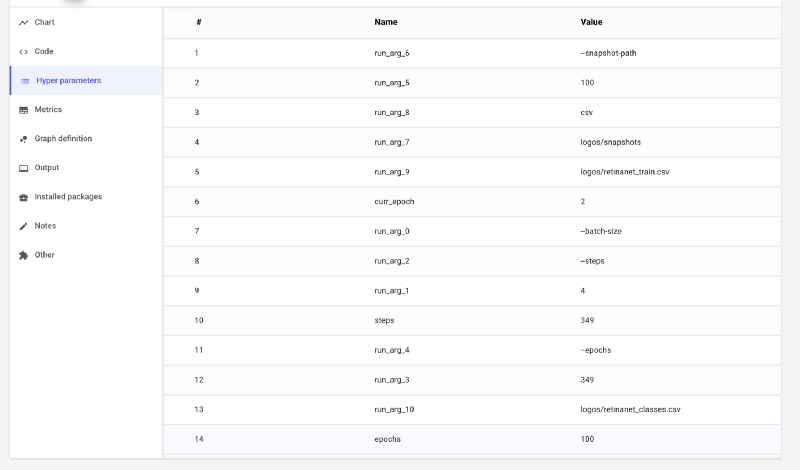 Chart
Code
Hyper parameters
Metrics
Graph definition
Output
Installed packages
Notes
Other
# Name Value
1 run_arg_6 --snapshot-path
2 run_arg_5 100
3 run_arg_8 csv
4 run_arg_7 logos/snapshots
5 run_arg_9 logos/retinanet_train.csv
6 curr_epoch 2
7 run_arg_0 --batch-size
8 run_arg_2 --steps
9 run_arg_1 4
10 steps 349
11 run_arg_4 --epochs
12 run_arg_3 349
13 run_arg_10 logos/retinanet_classes.csv
14 epochs 100